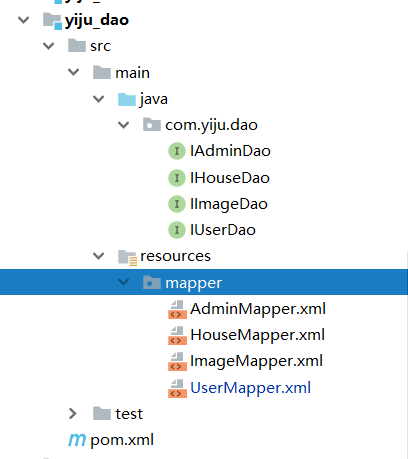 yiju_dao
src
main
java
com.yiju.dao
IAdminDao
IHouseDao
IImageDao
IUserDao
resources
mapper
AdminMapper.xml
HouseMapper.xml
ImageMapper.xml
UserMapper.xml
test
pom.xml